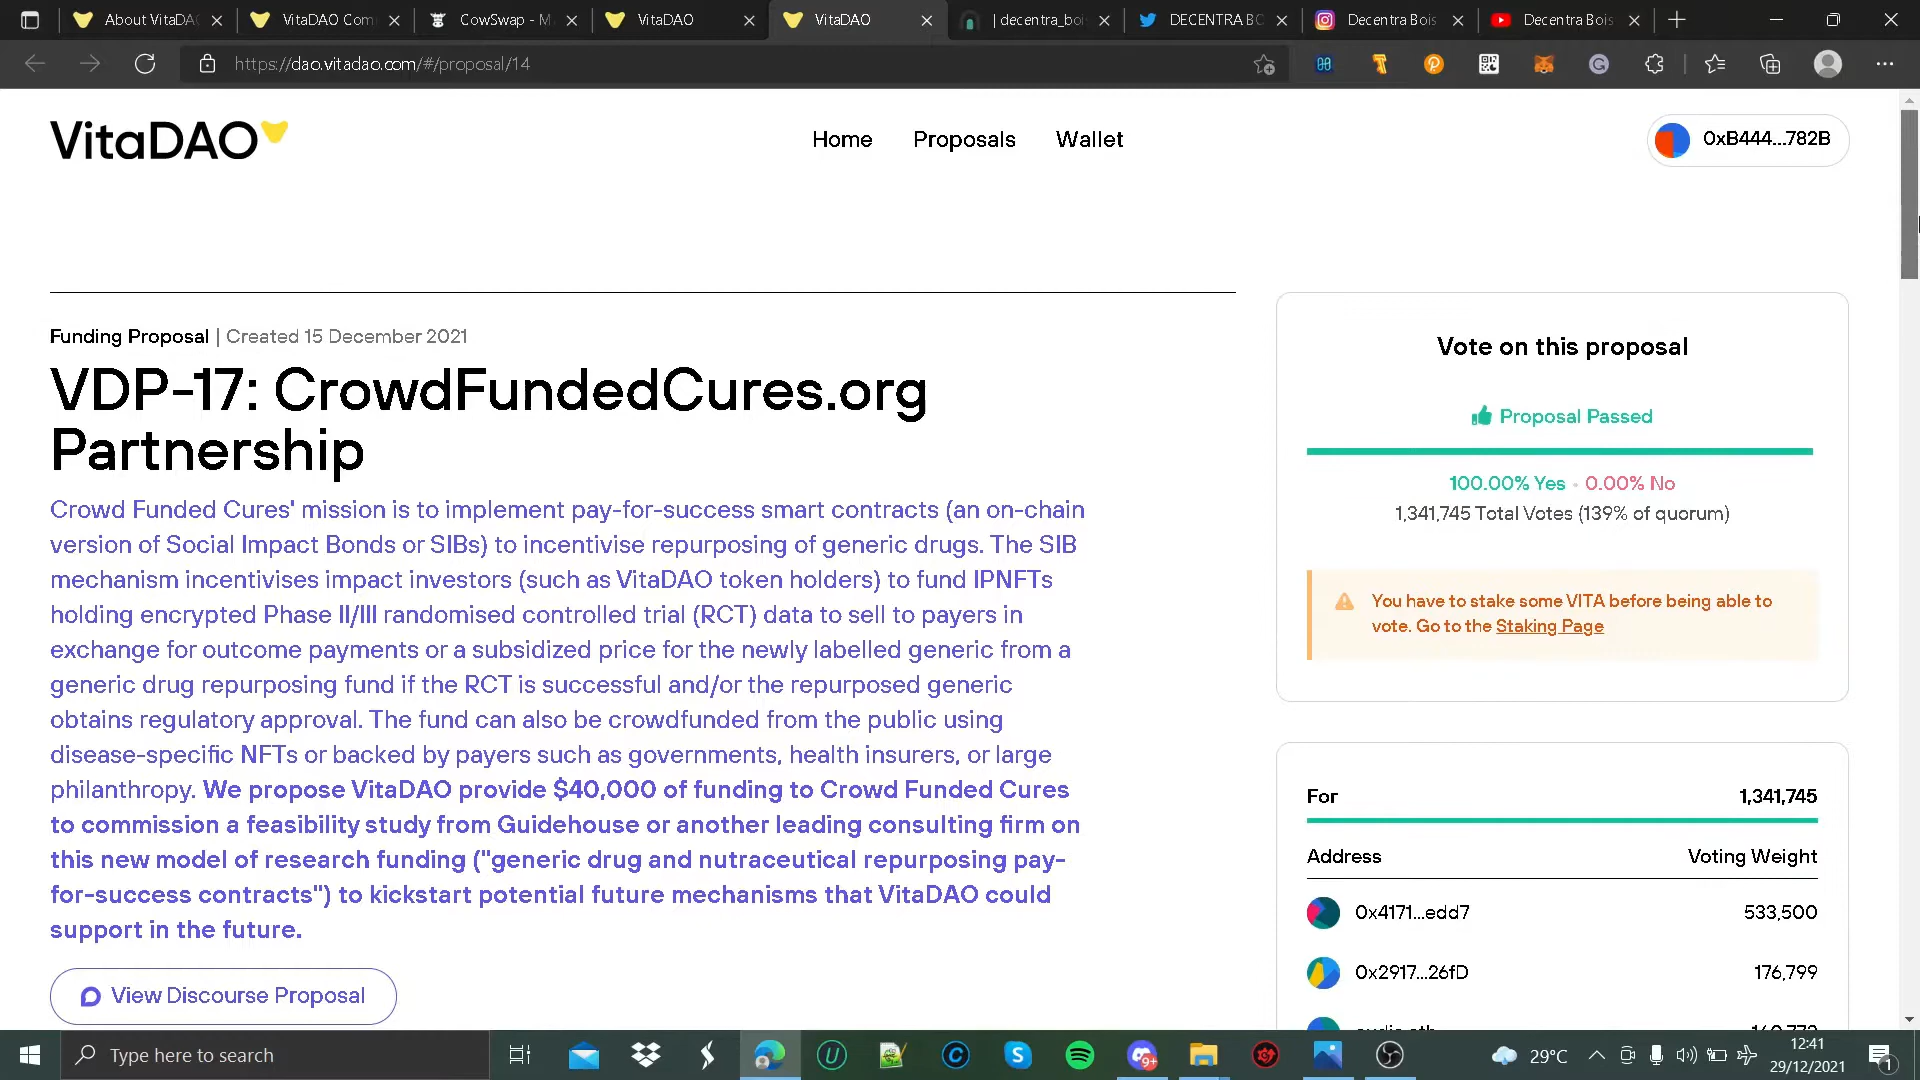 About VitaDA
VitaDAO Com
CowSwap - M
VitaDAO
VitaDAO
| decentra_boi
DECENTRA BO
Decentra Bois
Decentra Bois
https://dao.vitadao.com/#/proposal/14
VitaDAO
Home
Proposals
Wallet
0xB444...782B
Funding Proposal | Created 15 December 2021
VDP-17: CrowdFundedCures.org
Partnership
Crowd Funded Cures' mission is to implement pay-for-success smart contracts (an on-chain
version of Social Impact Bonds or SIBs) to incentivise repurposing of generic drugs. The SIB
mechanism incentivises impact investors (such as VitaDAO token holders) to fund IPNFTs
holding encrypted Phase II/III randomised controlled trial (RCT) data to sell to payers in
exchange for outcome payments or a subsidized price for the newly labelled generic from a
generic drug repurposing fund if the RCT is successful and/or the repurposed generic
obtains regulatory approval. The fund can also be crowdfunded from the public using
disease-specific NFTs or backed by payers such as governments, health insurers, or large
philanthropy. We propose VitaDAO provide $40,000 of funding to Crowd Funded Cures
to commission a feasibility study from Guidehouse or another leading consulting firm on
this new model of research funding ("generic drug and nutraceutical repurposing pay-
for-success contracts") to kickstart potential future mechanisms that VitaDAO could
support in the future.
View Discourse Proposal
Vote on this proposal
Proposal Passed
100.00% Yes • 0.00% No
1,341,745 Total Votes (139% of quorum)
You have to stake some VITA before being able to
vote. Go to the Staking Page
For 1,341,745
Address Voting Weight
0x4171...edd7 533,500
0x2917...26fD 176,799
Type here to search
9+
29°C
12:41
29/12/2021
1